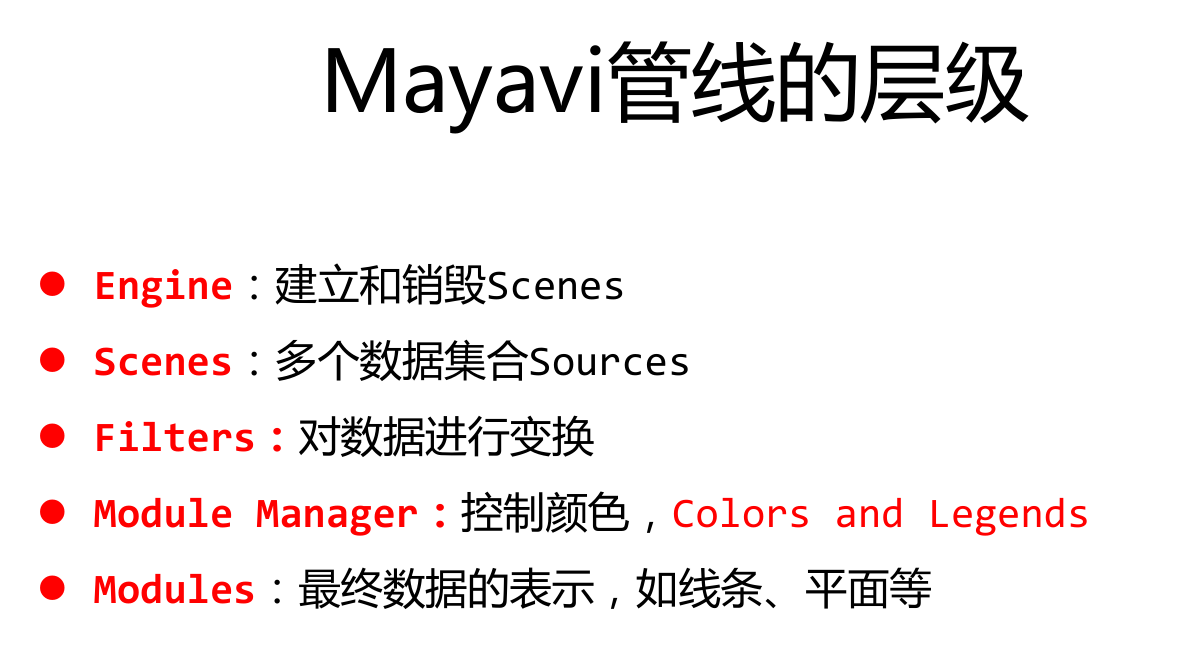 Mayavi管线的层级
● Engine：建立和销毁Scenes
● Scenes：多个数据集合Sources
● Filters：对数据进行变换
● Module Manager：控制颜色，Colors and Legends
● Modules：最终数据的表示，如线条、平面等